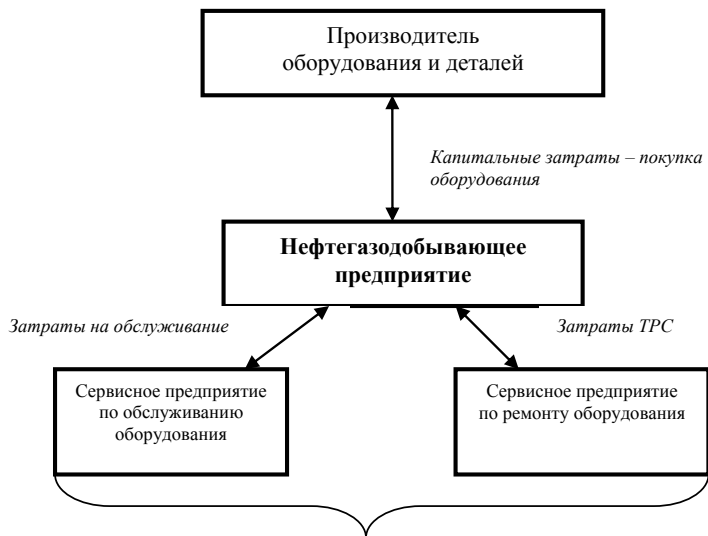 Производитель
оборудования и деталей
Капитальные затраты – покупка
оборудования
Нефтегазодобывающее
предприятие
Затраты на обслуживание
Затраты ТРС
Сервисное предприятие
по обслуживанию
оборудования
Сервисное предприятие
по ремонту оборудования